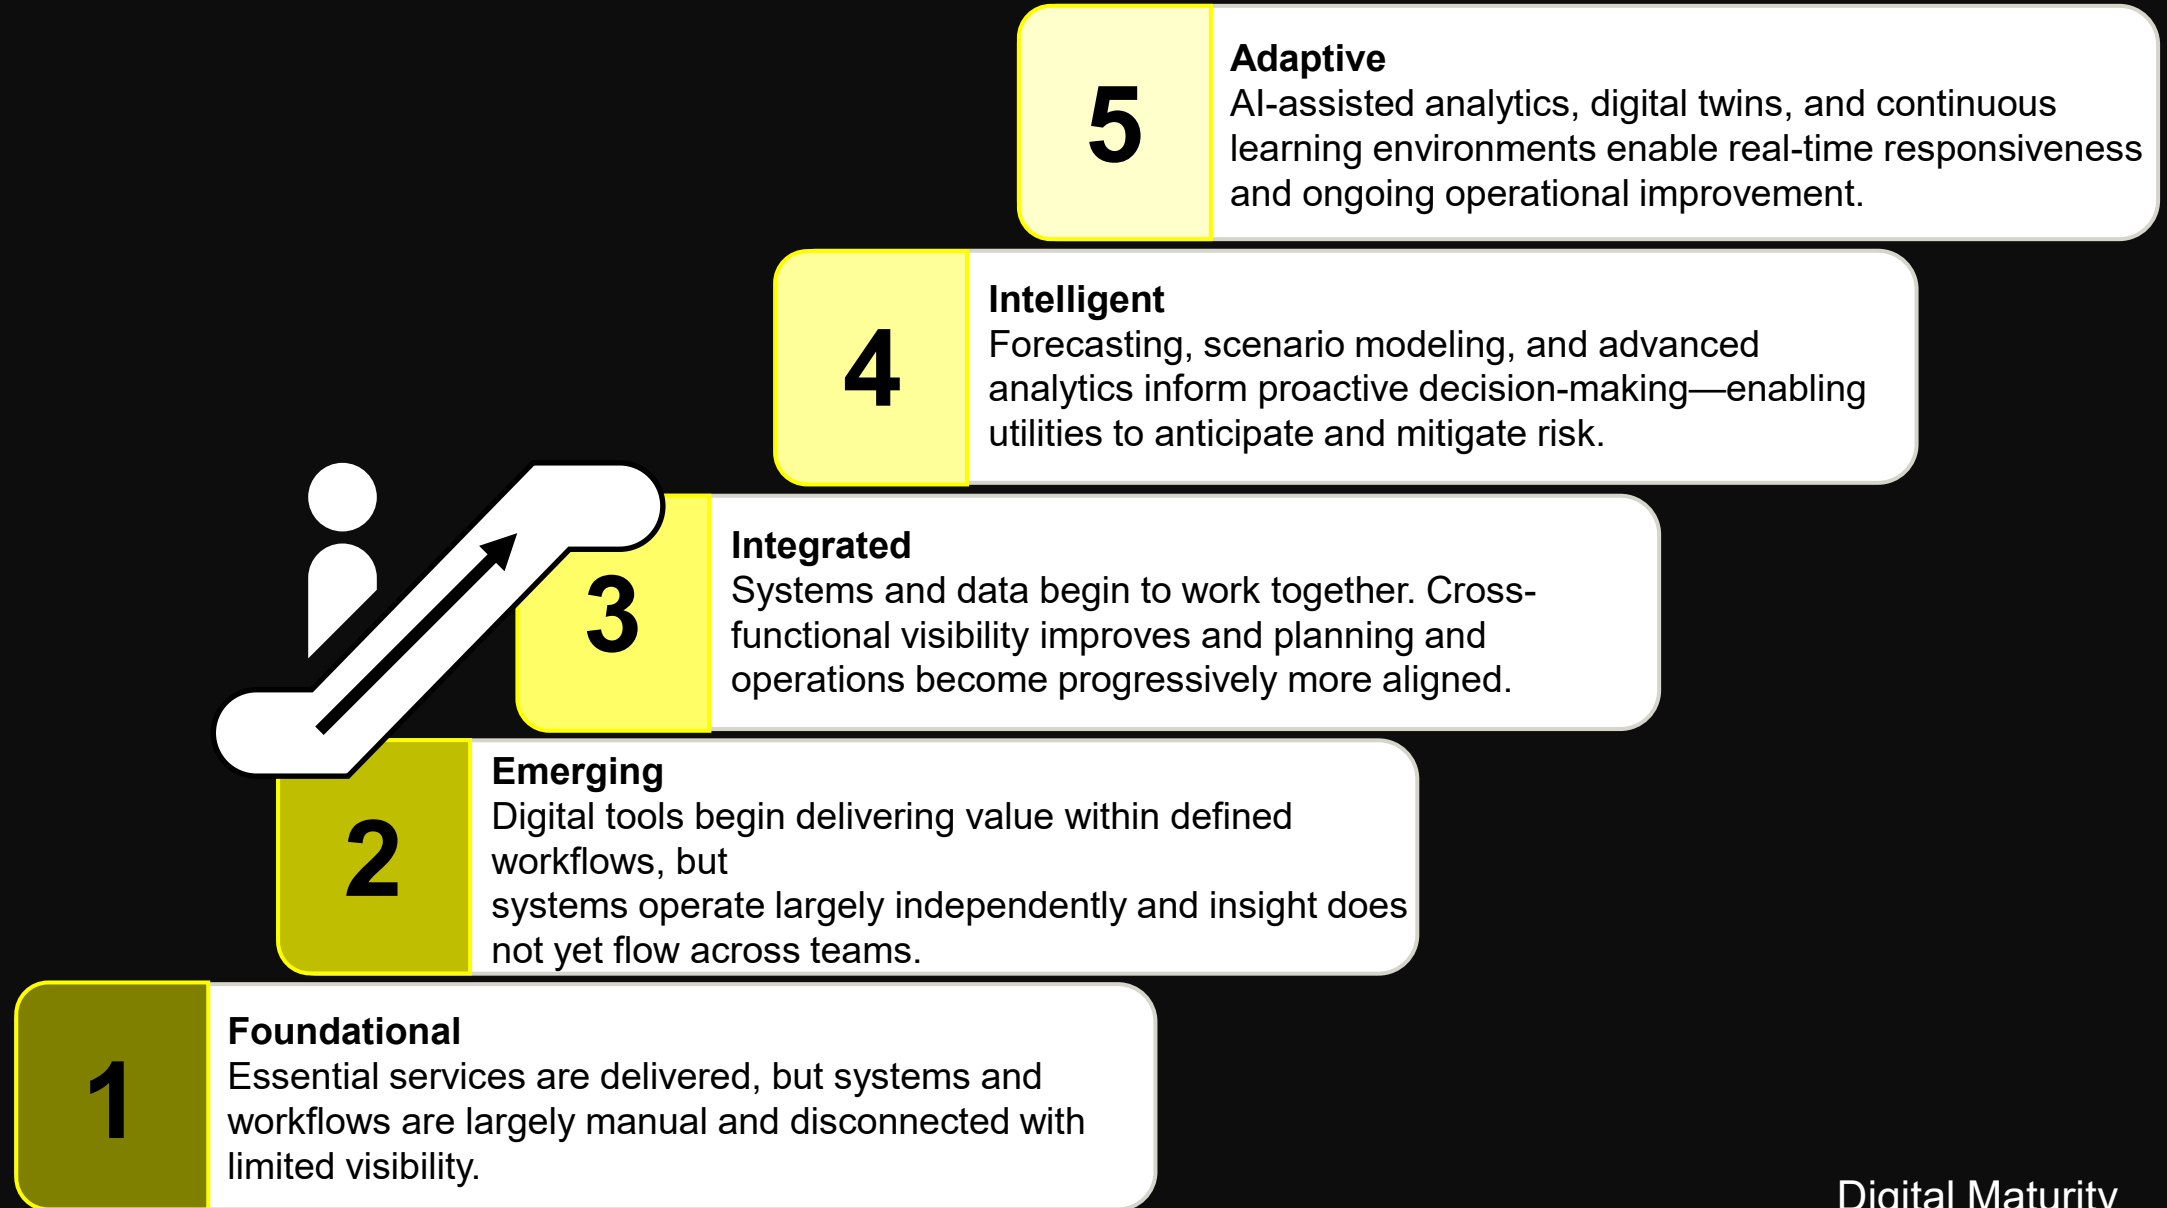 5
Adaptive
AI-assisted analytics, digital twins, and continuous
learning environments enable real-time responsiveness
and ongoing operational improvement.
4
Intelligent
Forecasting, scenario modeling, and advanced
analytics inform proactive decision-making—enabling
utilities to anticipate and mitigate risk.
3
Integrated
Systems and data begin to work together. Cross-
functional visibility improves and planning and
operations become progressively more aligned.
2
Emerging
Digital tools begin delivering value within defined
workflows, but
systems operate largely independently and insight does
not yet flow across teams.
1
Foundational
Essential services are delivered, but systems and
workflows are largely manual and disconnected with
limited visibility.
Digital Maturity